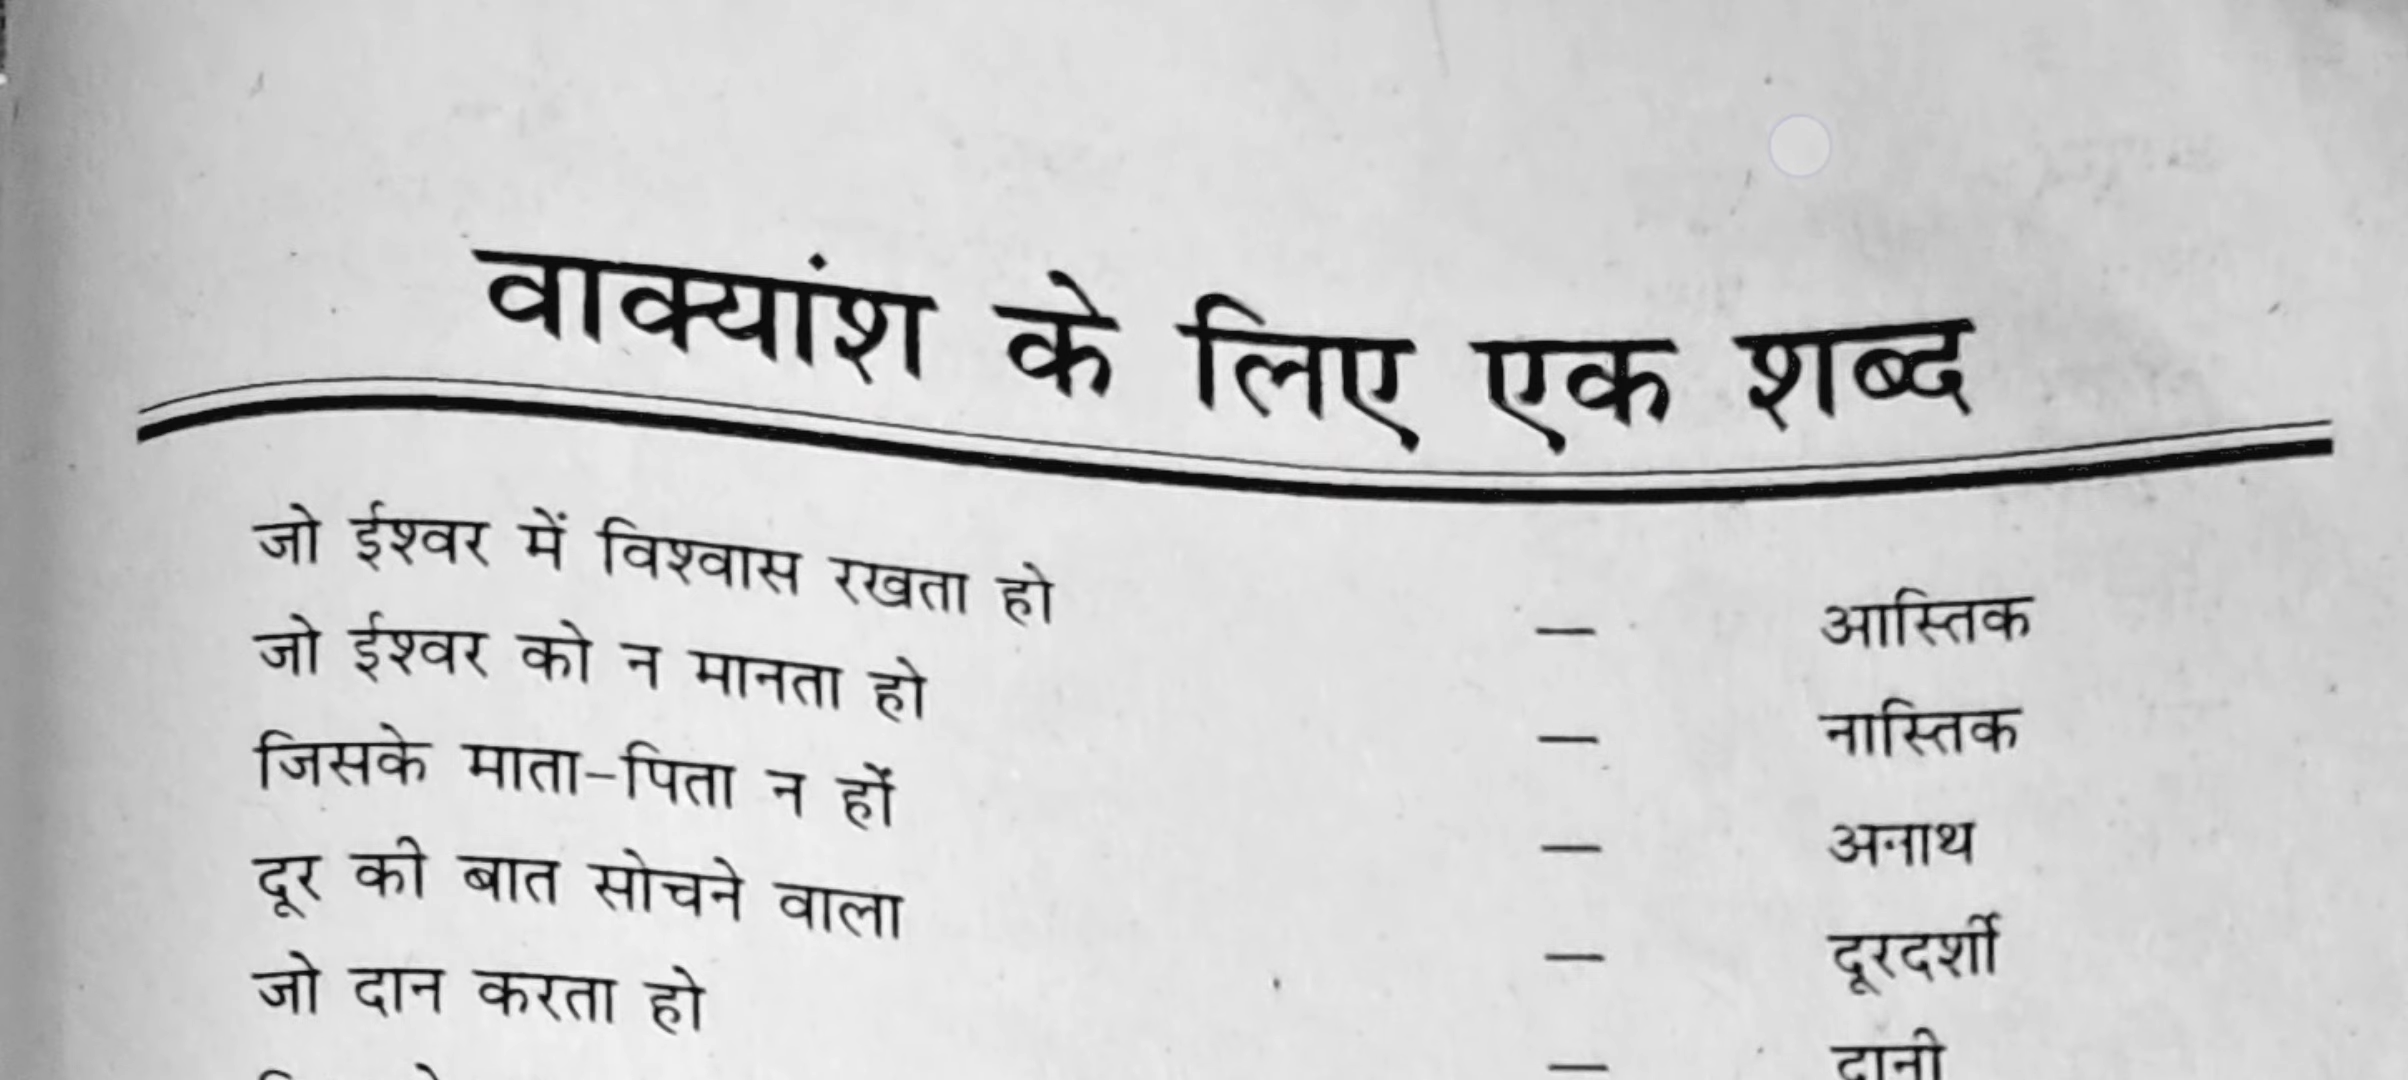 वाक्यांश के लिए एक शब्द
जो ईश्वर में विश्वास रखता हो — आस्तिक
जो ईश्वर को न मानता हो — नास्तिक
जिसके माता-पिता न हों — अनाथ
दूर की बात सोचने वाला — दूरदर्शी
जो दान करता हो — दानी